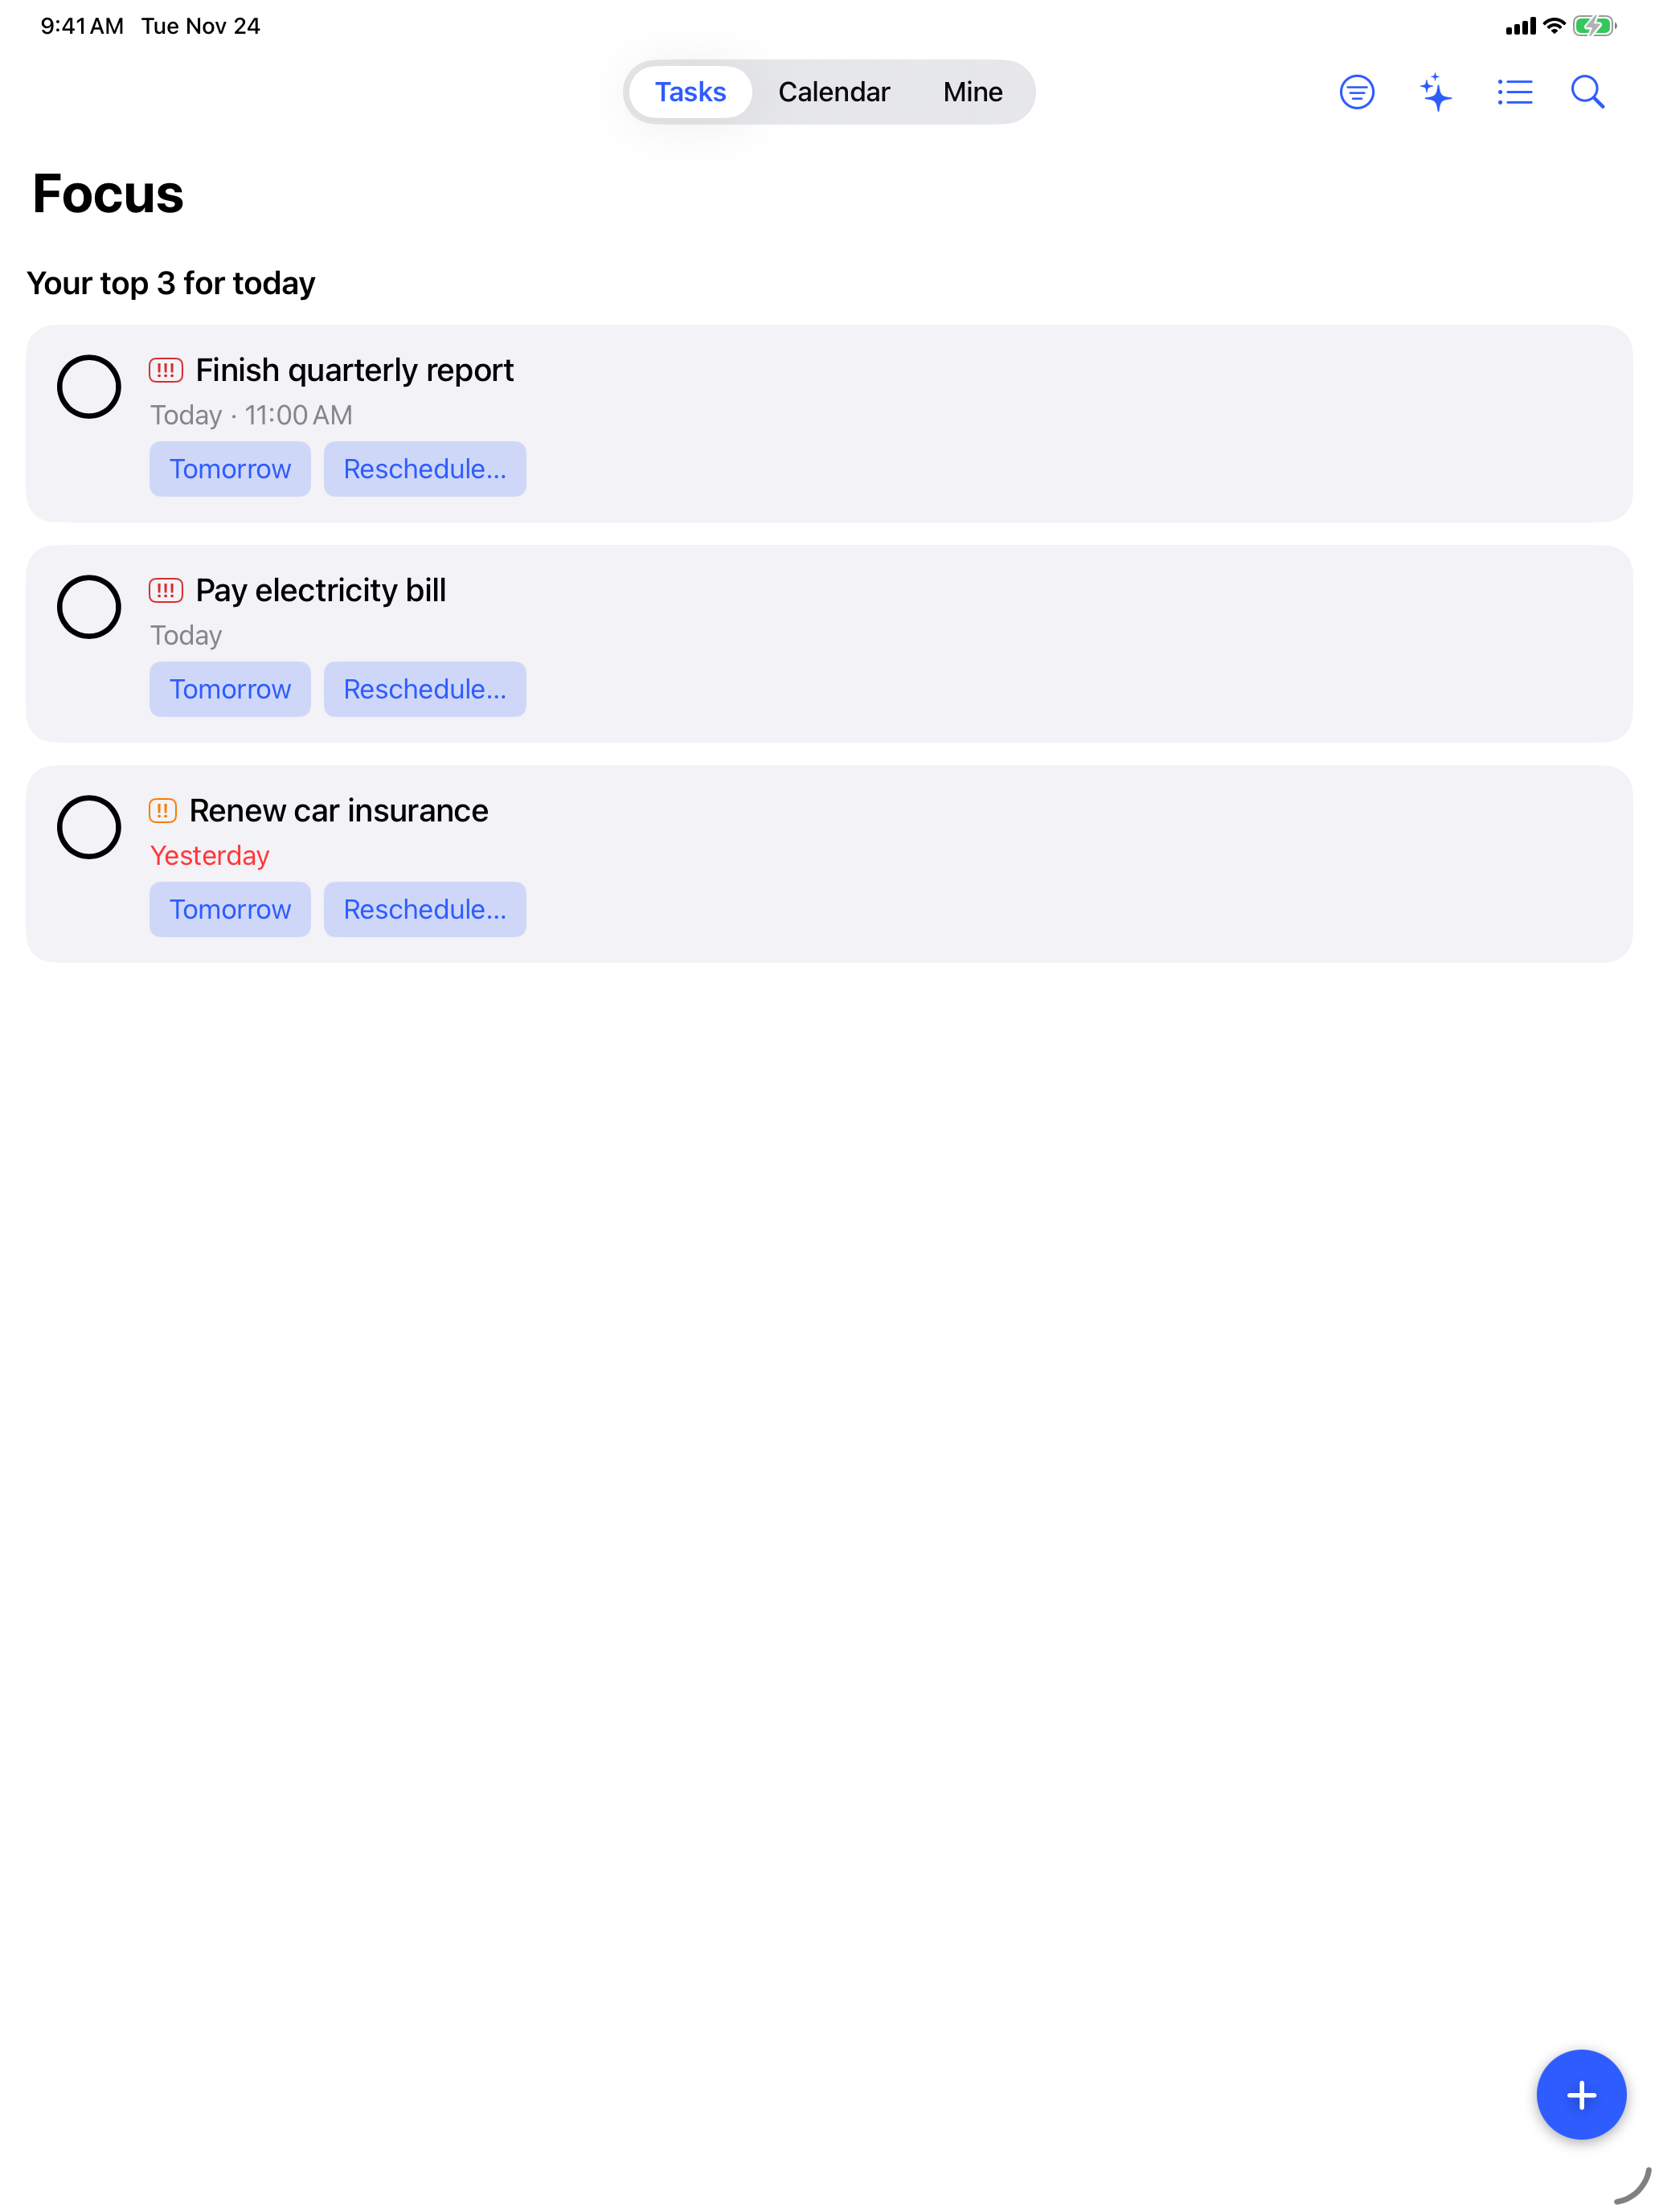 9:41 AM Tue Nov 24
Tasks Calendar Mine
Focus
Your top 3 for today
!!! Finish quarterly report
Today · 11:00 AM
Tomorrow Reschedule...
!!! Pay electricity bill
Today
Tomorrow Reschedule...
!! Renew car insurance
Yesterday
Tomorrow Reschedule...